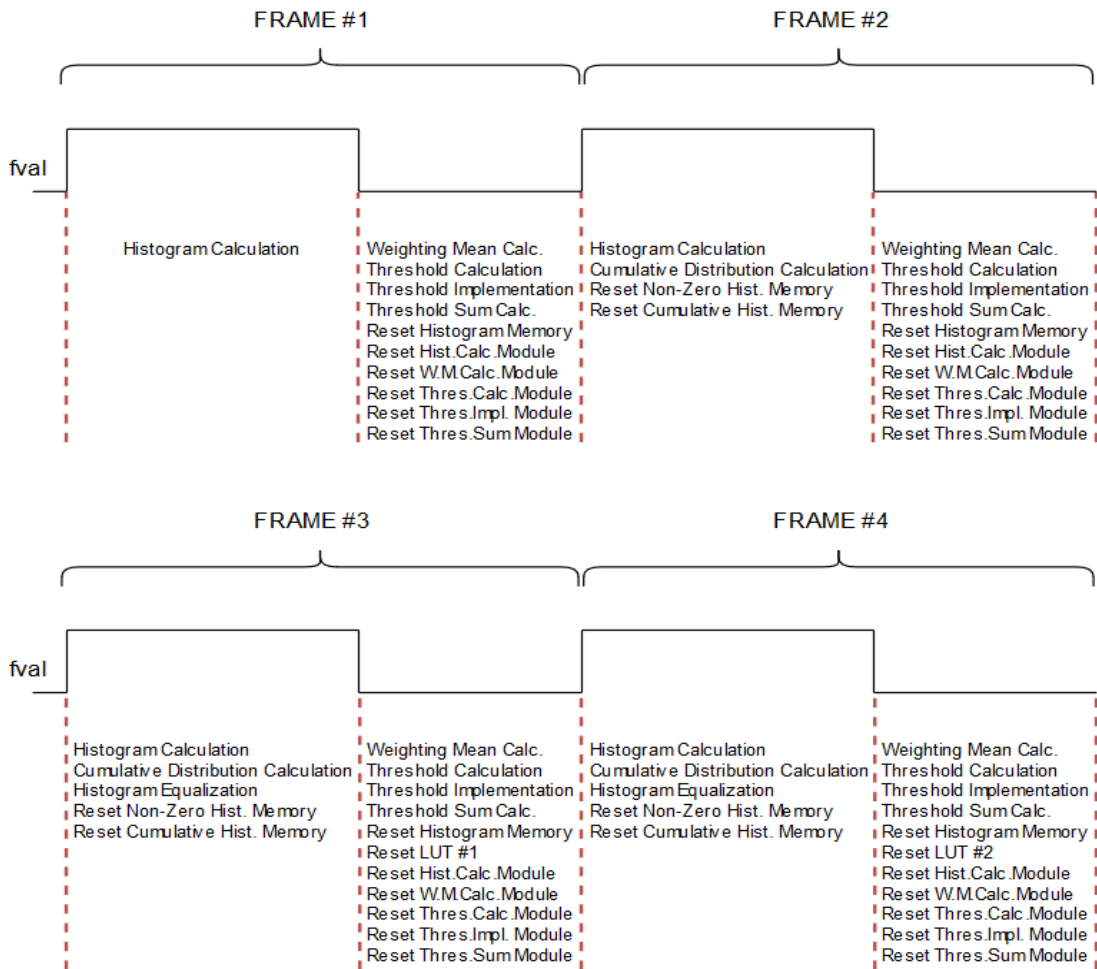 FRAME #1
FRAME #2
fval
Histogram Calculation
Weighting Mean Calc.
Threshold Calculation
Threshold Implementation
Threshold Sum Calc.
Reset Histogram Memory
Reset Hist.Calc.Module
Reset W.M.Calc.Module
Reset Thres.Calc.Module
Reset Thres.Impl. Module
Reset Thres.Sum Module
Histogram Calculation
Cumulative Distribution Calculation
Reset Non-Zero Hist. Memory
Reset Cumulative Hist. Memory
Weighting Mean Calc.
Threshold Calculation
Threshold Implementation
Threshold Sum Calc.
Reset Histogram Memory
Reset Hist.Calc.Module
Reset W.M.Calc.Module
Reset Thres.Calc.Module
Reset Thres.Impl. Module
Reset Thres.Sum Module
FRAME #3
FRAME #4
fval
Histogram Calculation
Cumulative Distribution Calculation
Histogram Equalization
Reset Non-Zero Hist. Memory
Reset Cumulative Hist. Memory
Weighting Mean Calc.
Threshold Calculation
Threshold Implementation
Threshold Sum Calc.
Reset Histogram Memory
Reset LUT #1
Reset Hist.Calc.Module
Reset W.M.Calc.Module
Reset Thres.Calc.Module
Reset Thres.Impl. Module
Reset Thres.Sum Module
Histogram Calculation
Cumulative Distribution Calculation
Histogram Equalization
Reset Non-Zero Hist. Memory
Reset Cumulative Hist. Memory
Weighting Mean Calc.
Threshold Calculation
Threshold Implementation
Threshold Sum Calc.
Reset Histogram Memory
Reset LUT #2
Reset Hist.Calc.Module
Reset W.M.Calc.Module
Reset Thres.Calc.Module
Reset Thres.Impl. Module
Reset Thres.Sum Module